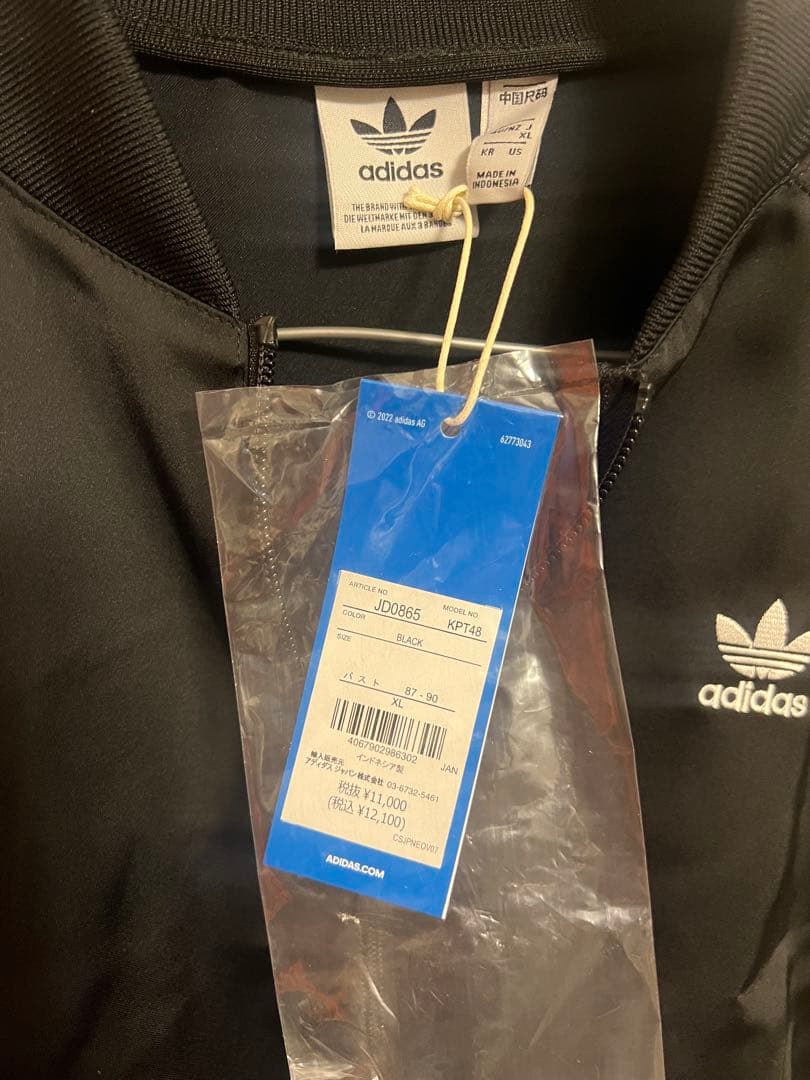 adidas
THE BRAND WITH
DIE WELTMARKE MIT DEN 3
LA MARQUE AUX 3 BANDES
中国尺码
J
XL
KR US
MADE IN
INDONESIA
© 2022 adidas AG
62773043
ARTICLE NO. JD0865 MODEL NO. KPT48
COLOR BLACK
SIZE
バスト 87 - 90
XL
4067902986302 JAN
インドネシア製
輸入販売元
アディダス ジャパン株式会社 03-6732-5461
税抜 ¥11,000
(税込 ¥12,100)
CSJPNEOV07
ADIDAS.COM
adidas